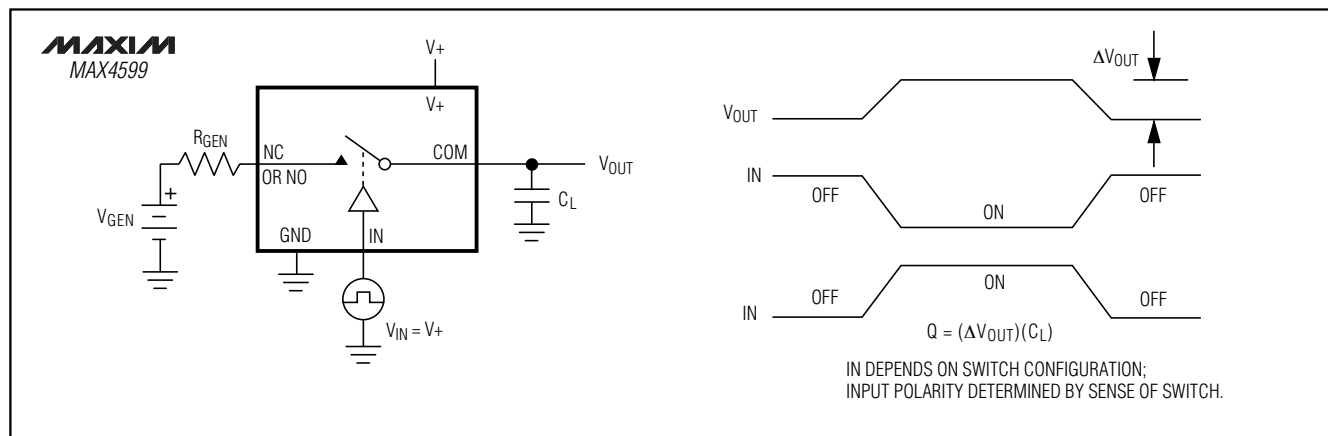 MAXIM
MAX4599
V+
V+
RGEN
NC
OR NO
COM
VOUT
CL
VGEN
+
GND
IN
VIN = V+
ΔVOUT
VOUT
IN
OFF
ON
OFF
IN
OFF
ON
OFF
Q = (ΔVOUT)(CL)
IN DEPENDS ON SWITCH CONFIGURATION;
INPUT POLARITY DETERMINED BY SENSE OF SWITCH.